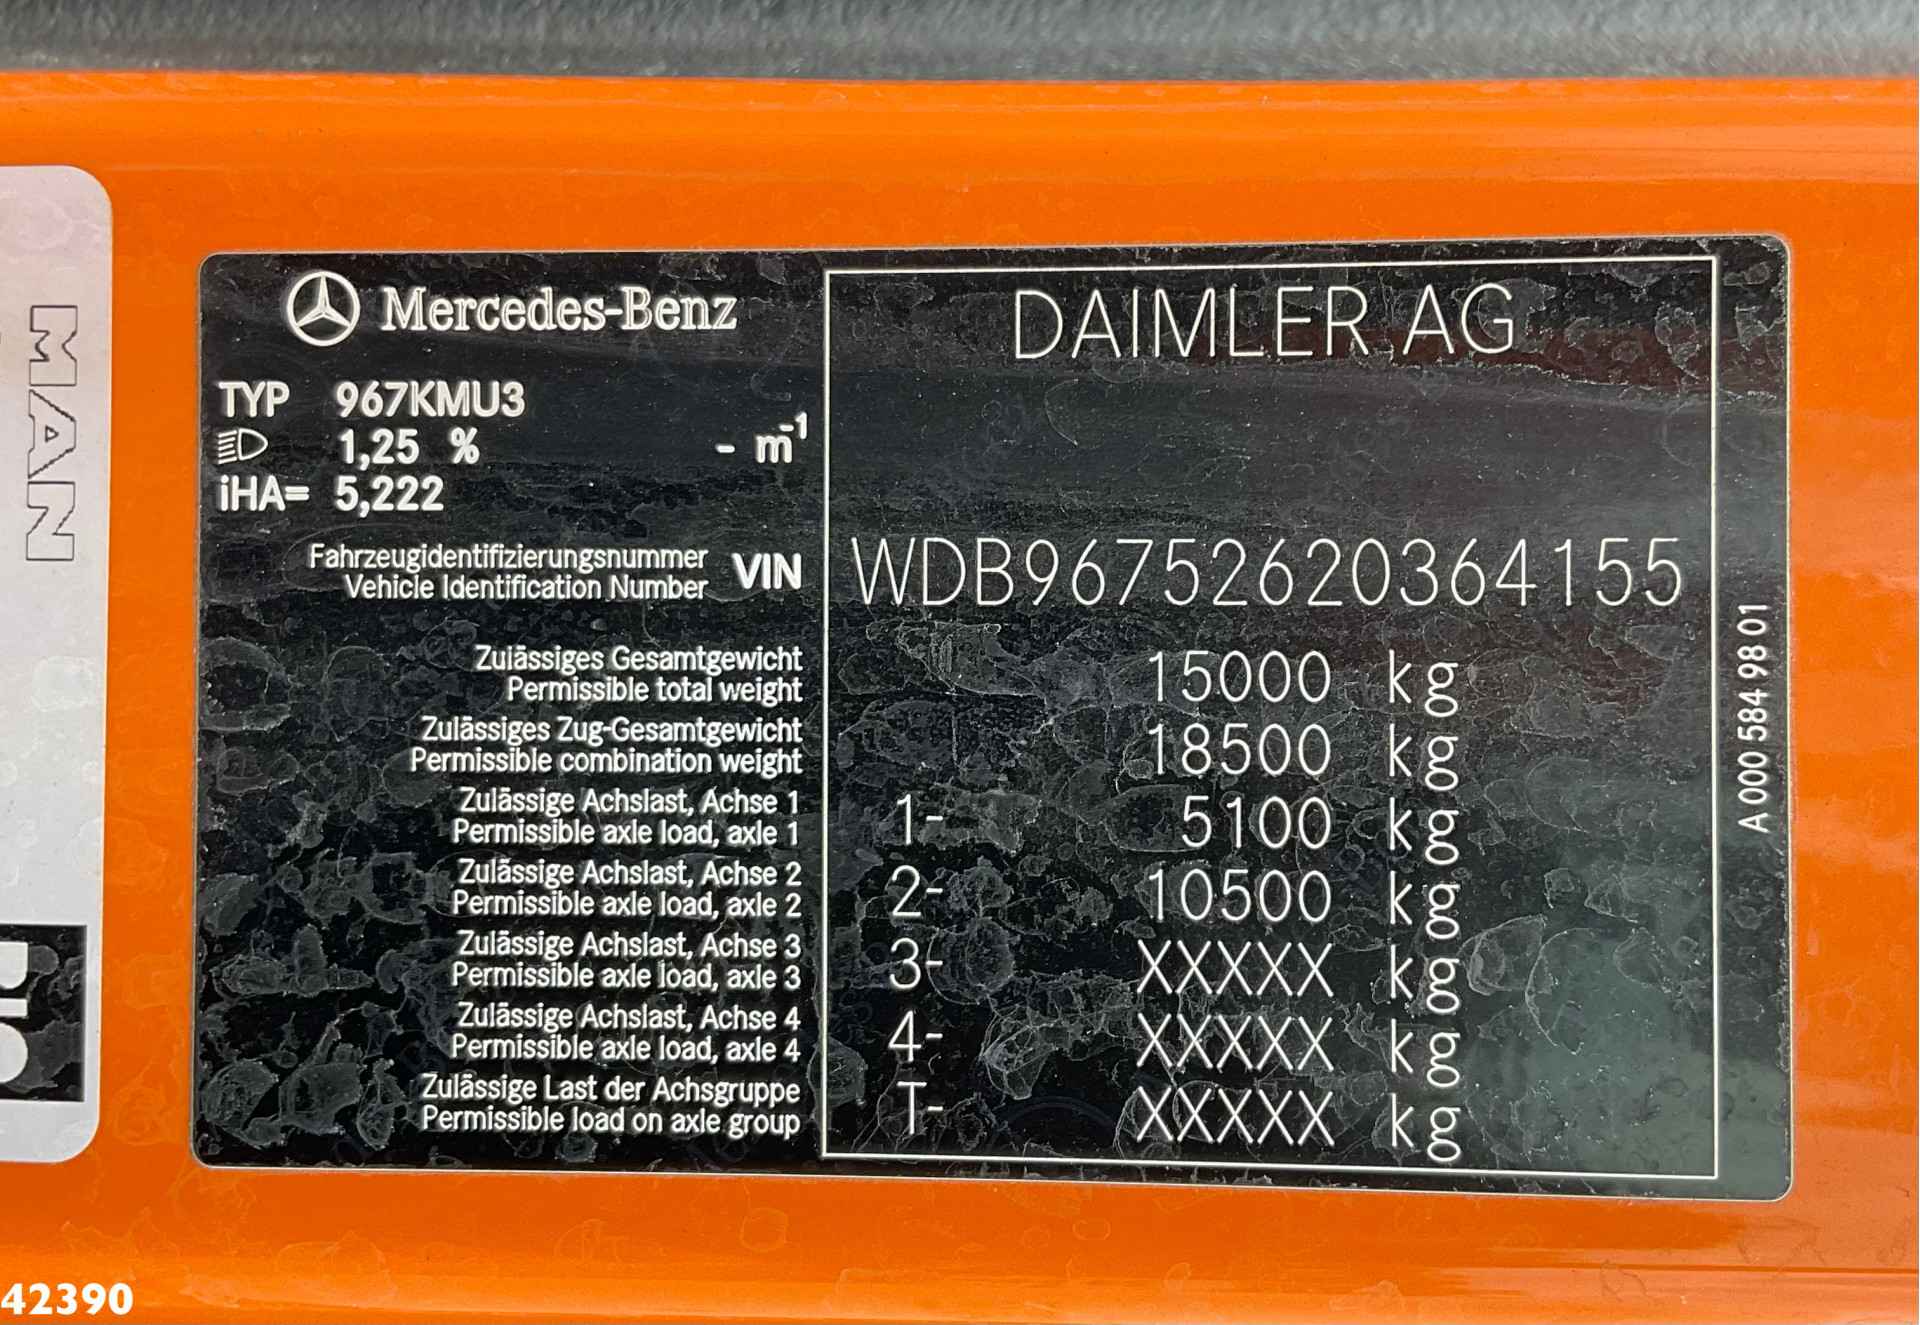 MAN
Mercedes-Benz
TYP 967KMU3
1,25 % - m-1
iHA= 5,222
DAIMLER AG
Fahrzeugidentifizierungsnummer
Vehicle Identification Number
VIN WDB96752620364155
Zulässiges Gesamtgewicht
Permissible total weight
15000 kg
Zulässiges Zug-Gesamtgewicht
Permissible combination weight
18500 kg
Zulässige Achslast, Achse 1
Permissible axle load, axle 1
1- 5100 kg
Zulässige Achslast, Achse 2
Permissible axle load, axle 2
2- 10500 kg
Zulässige Achslast, Achse 3
Permissible axle load, axle 3
3- XXXXX kg
Zulässige Achslast, Achse 4
Permissible axle load, axle 4
4- XXXXX kg
Zulässige Last der Achsgruppe
Permissible load on axle group
T- XXXXX kg
A 000 584 98 01
42390